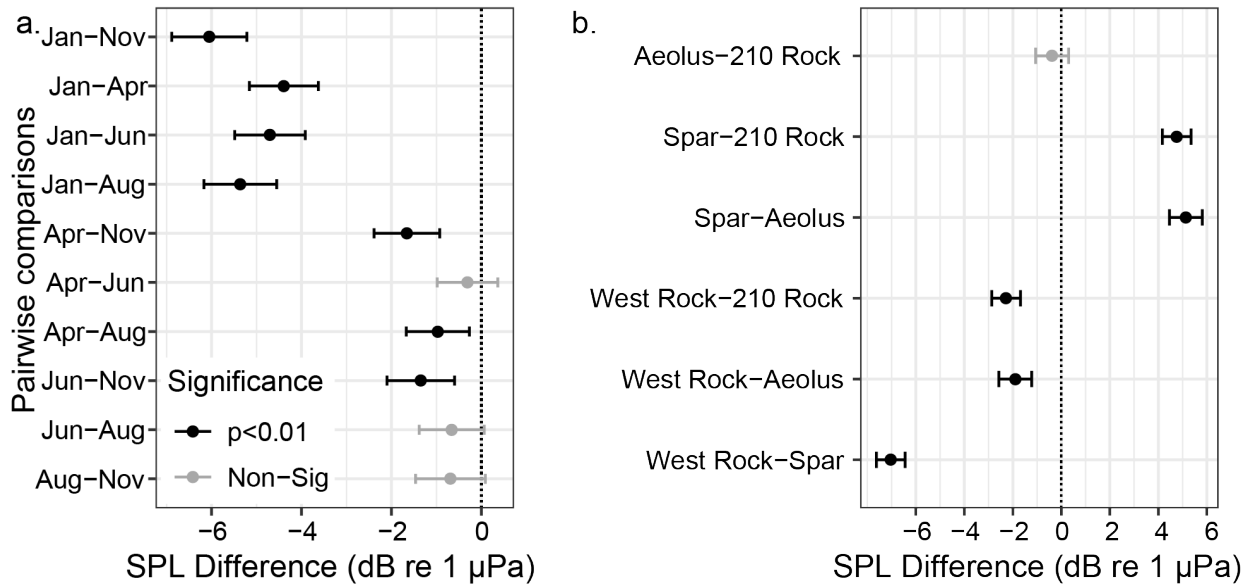 a.
Pairwise comparisons
Jan−Nov
Jan−Apr
Jan−Jun
Jan−Aug
Apr−Nov
Apr−Jun
Apr−Aug
Jun−Nov
Jun−Aug
Aug−Nov
Significance
p<0.01
Non−Sig
−6 −4 −2 0
SPL Difference (dB re 1 µPa)
b.
Aeolus−210 Rock
Spar−210 Rock
Spar−Aeolus
West Rock−210 Rock
West Rock−Aeolus
West Rock−Spar
−6 −4 −2 0 2 4 6
SPL Difference (dB re 1 µPa)